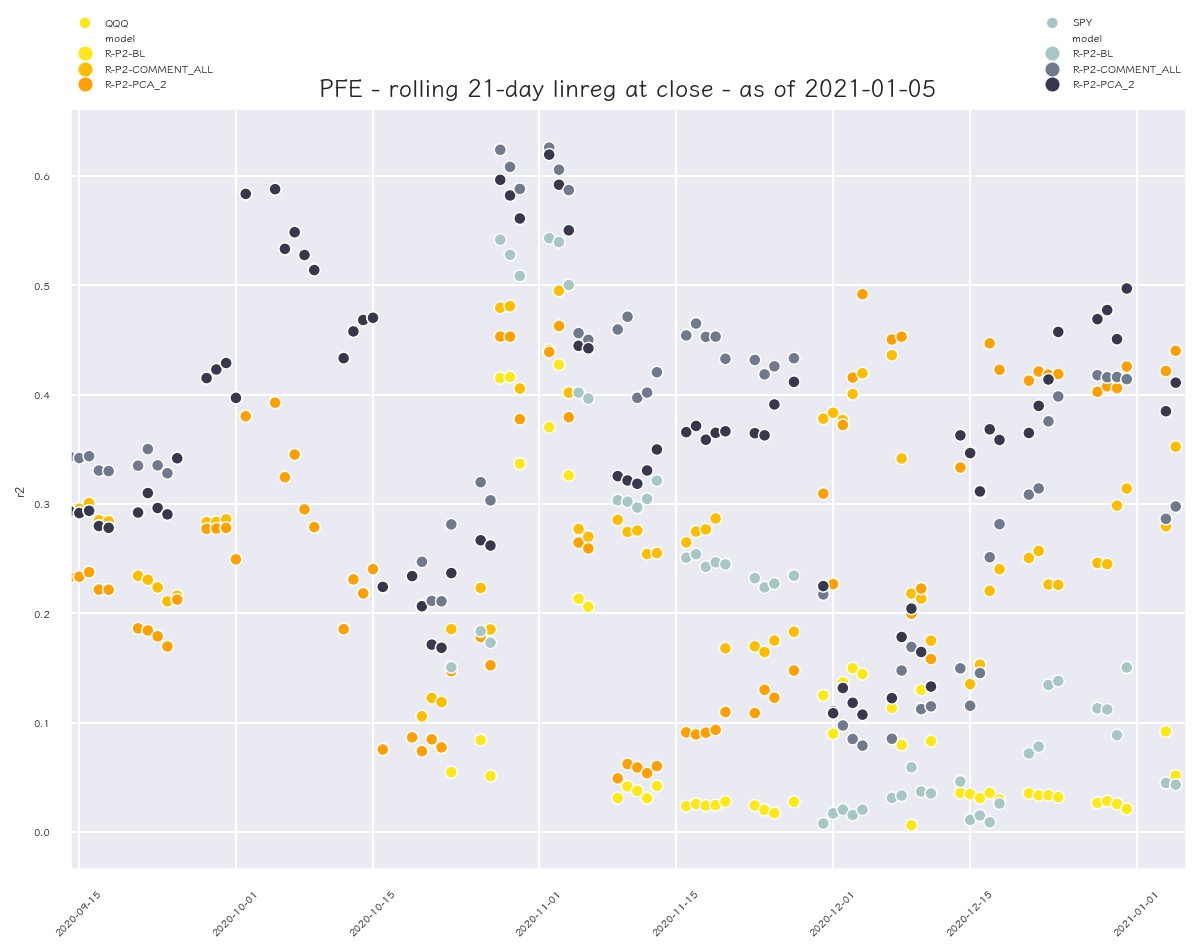 QQQ
model
R-P2-BL
R-P2-COMMENT_ALL
R-P2-PCA_2
SPY
model
R-P2-BL
R-P2-COMMENT_ALL
R-P2-PCA_2
PFE - rolling 21-day linreg at close - as of 2021-01-05
r2
0.6
0.5
0.4
0.3
0.2
0.1
0.0
2020-09-15
2020-10-01
2020-10-15
2020-11-01
2020-11-15
2020-12-01
2020-12-15
2021-01-01